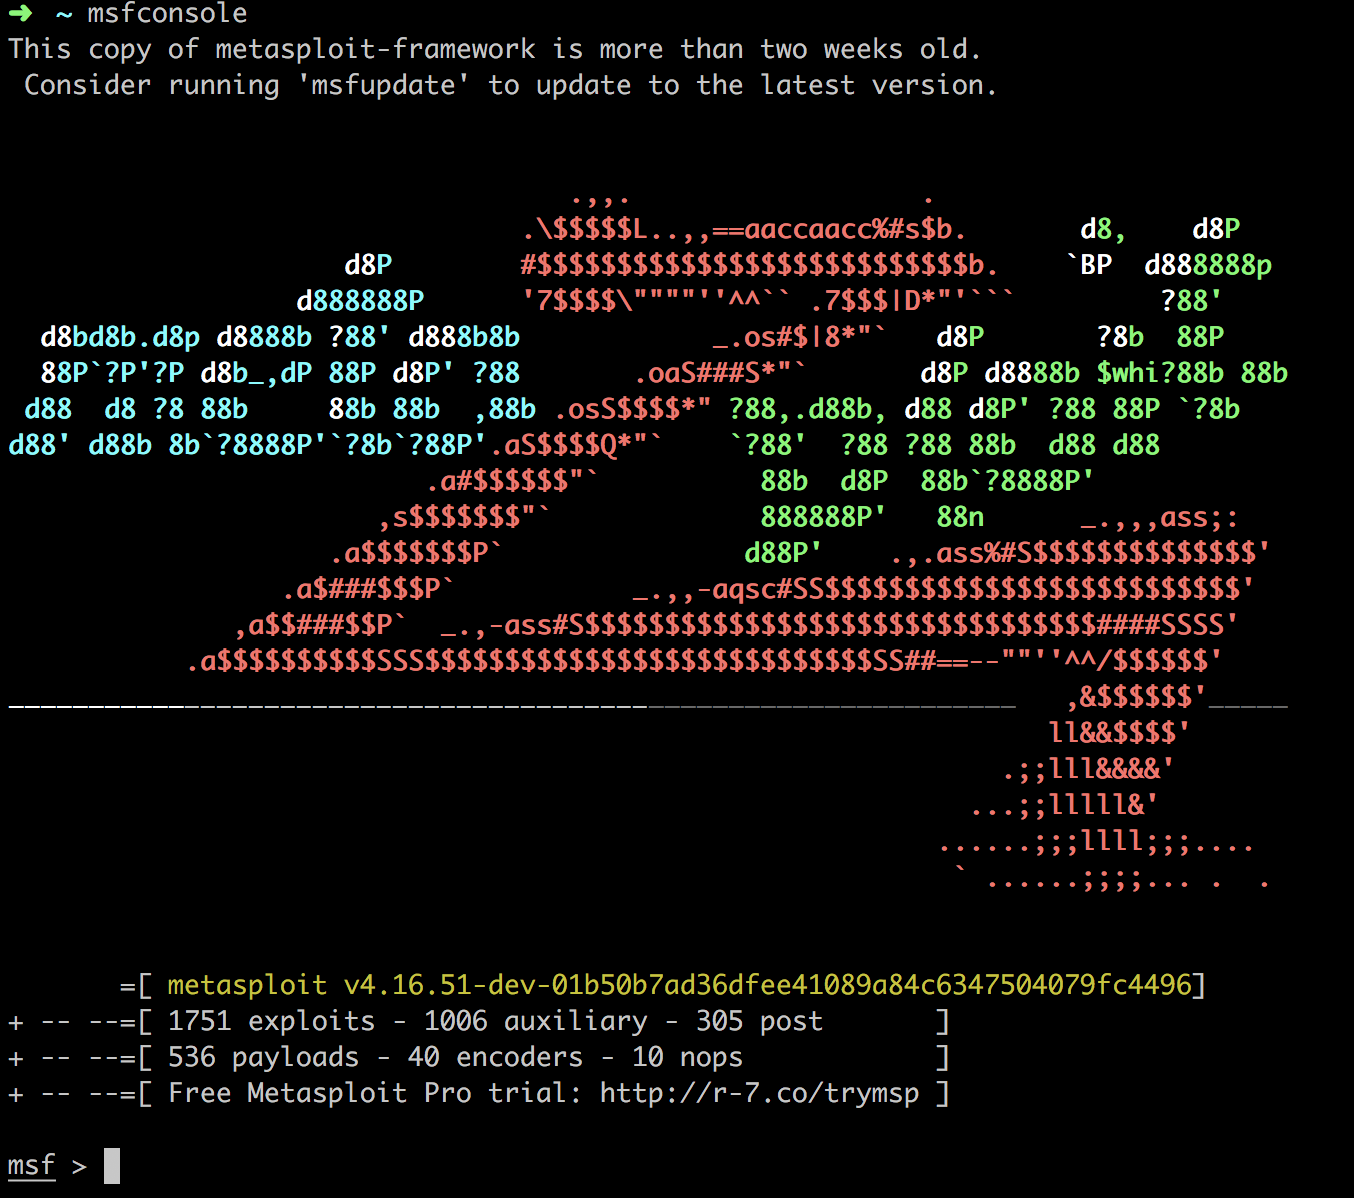 ➜ ~ msfconsole
This copy of metasploit-framework is more than two weeks old.
 Consider running 'msfupdate' to update to the latest version.
                                   .,,.                  .
                                .\$$$$$L..,,==aaccaacc%#s$b.       d8,    d8P
                     d8P        #$$$$$$$$$$$$$$$$$$$$$$$$$$$b.    `BP  d888888p
                  d888888P      '7$$$$\""""''^^`` .7$$$|D*"'```         ?88'
  d8bd8b.d8p d8888b ?88' d888b8b            _.os#$|8*"`   d8P       ?8b  88P
  88P`?P'?P d8b_,dP 88P d8P' ?88       .oaS###S*"`       d8P d8888b $whi?88b 88b
 d88  d8 ?8 88b     88b 88b  ,88b .osS$$$$*" ?88,.d88b, d88 d8P' ?88 88P `?8b
d88' d88b 8b`?8888P'`?8b`?88P'.aS$$$$Q*"`    `?88'  ?88 ?88 88b  d88 d88
                          .a#$$$$$$"`          88b  d8P  88b`?8888P'
                       ,s$$$$$$$"`             888888P'   88n      _.,,,ass;:
                    .a$$$$$$$P`               d88P'    .,.ass%#S$$$$$$$$$$$$$$'
                 .a$###$$$P`           _.,,-aqsc#SS$$$$$$$$$$$$$$$$$$$$$$$$$$'
              ,a$$###$$P`  _.,-ass#S$$$$$$$$$$$$$$$$$$$$$$$$$$$$$$$$####SSSS'
           .a$$$$$$$$$$SSS$$$$$$$$$$$$$$$$$$$$$$$$$$$$SS##==--""''^^/$$$$$$'
_______________________________________________________________   ,&$$$$$$'_____
                                                                 ll&&$$$$'
                                                              .;;lll&&&&'
                                                            ...;;lllll&'
                                                          ......;;;llll;;;....
                                                           ` ......;;;;... .  .
       =[ metasploit v4.16.51-dev-01b50b7ad36dfee41089a84c6347504079fc4496]
+ -- --=[ 1751 exploits - 1006 auxiliary - 305 post       ]
+ -- --=[ 536 payloads - 40 encoders - 10 nops            ]
+ -- --=[ Free Metasploit Pro trial: http://r-7.co/trymsp ]
msf >